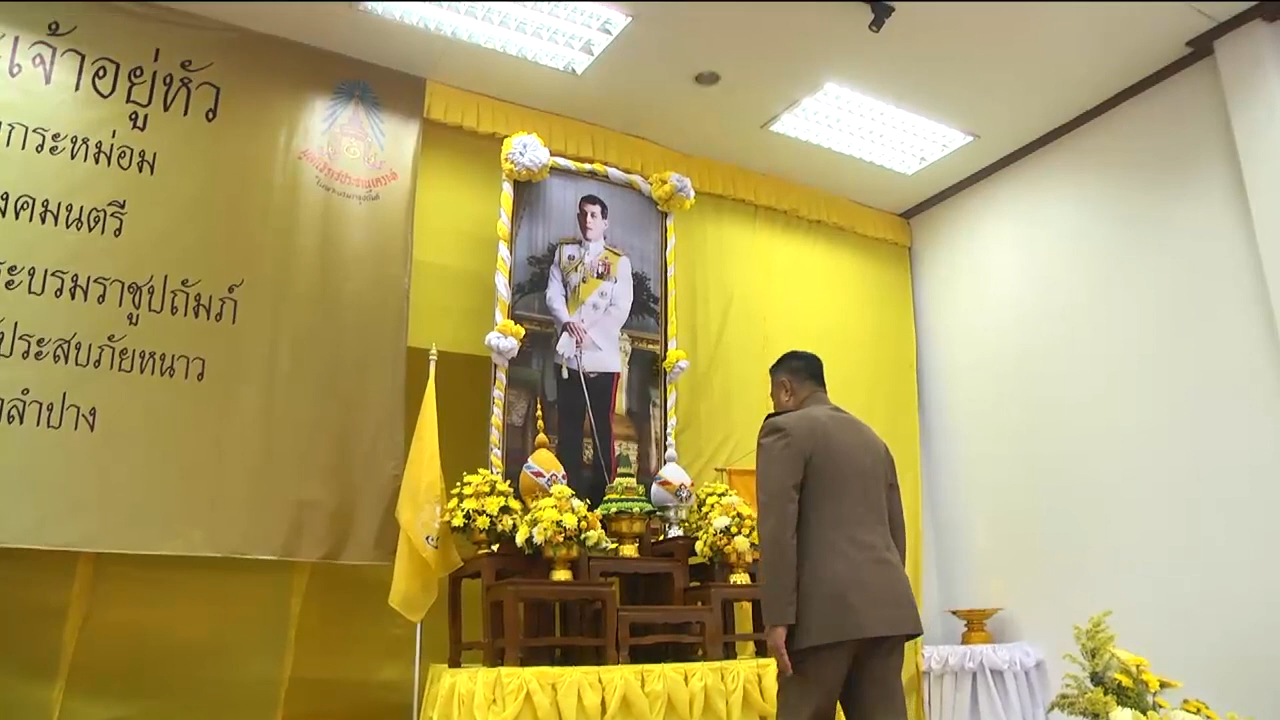 เจ้าอยู่หัว
กระหม่อม
งคมนตรี
ะบรมราชูปถัมภ์
ประสบภัยหนาว
ลำปาง